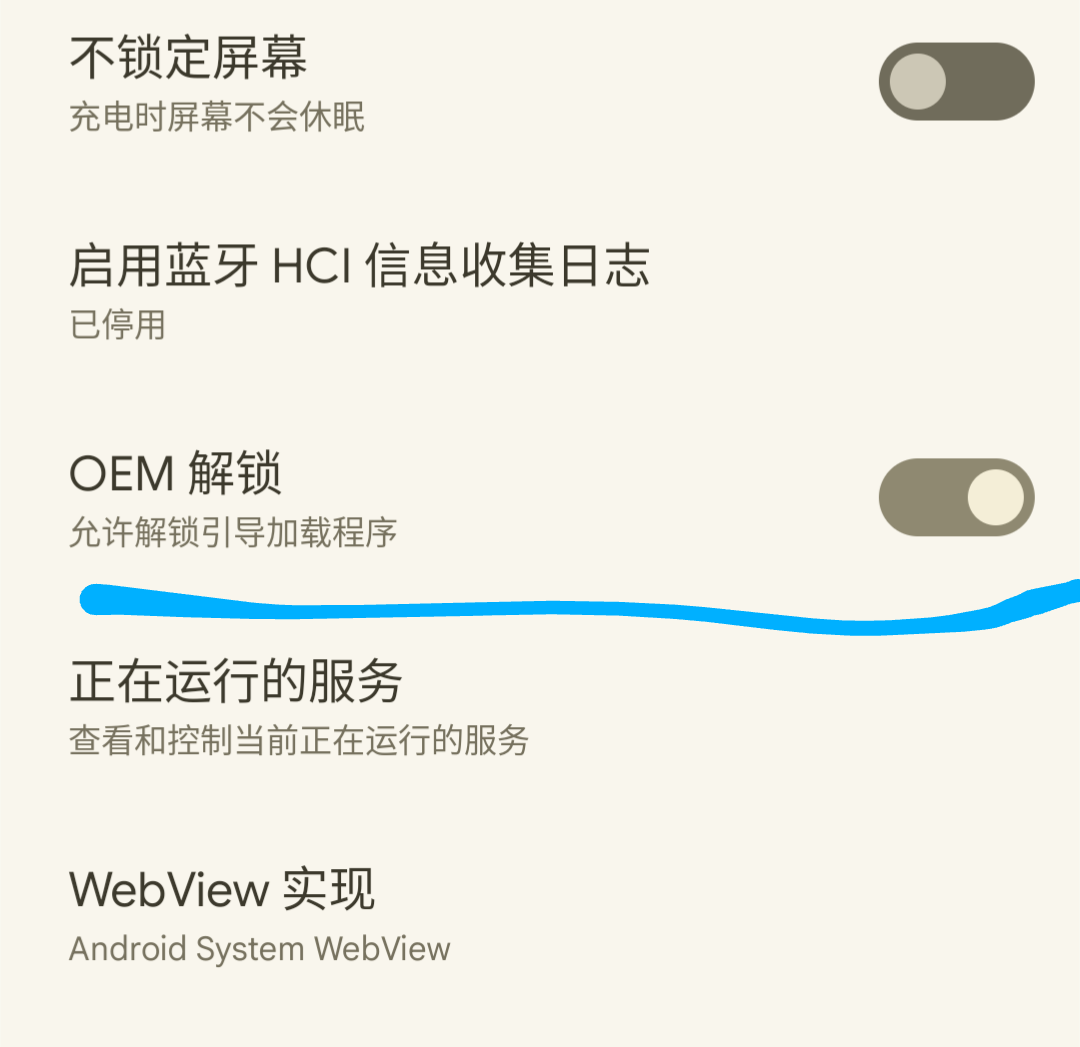 不锁定屏幕
充电时屏幕不会休眠
启用蓝牙 HCI 信息收集日志
已停用
OEM 解锁
允许解锁引导加载程序
正在运行的服务
查看和控制当前正在运行的服务
WebView 实现
Android System WebView